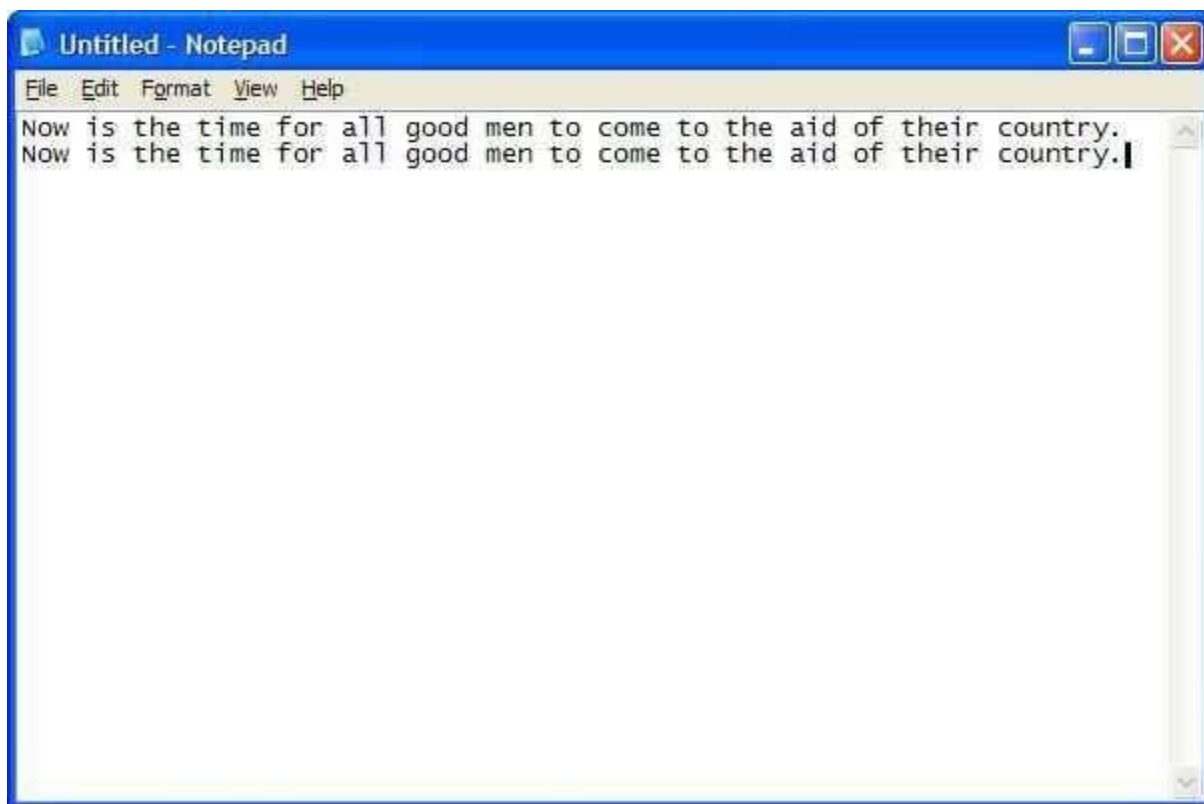 Untitled - Notepad
File Edit Format View Help
Now is the time for all good men to come to the aid of their country.
Now is the time for all good men to come to the aid of their country.